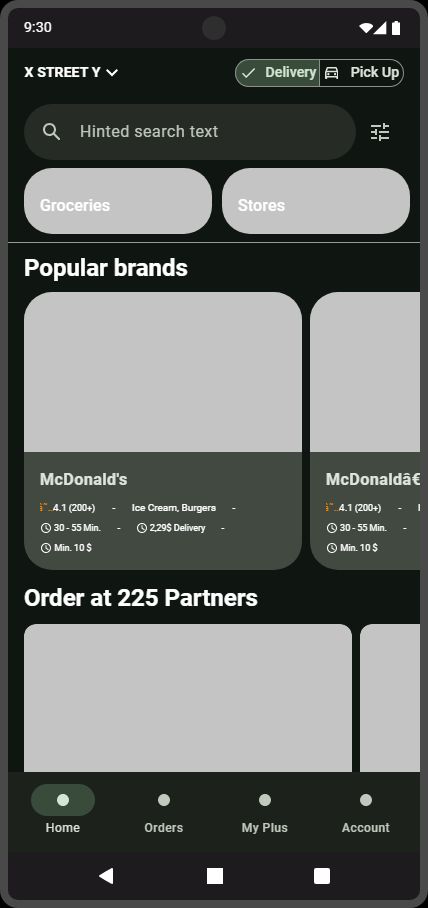 9:30
X STREET Y
Delivery
Pick Up
Hinted search text
Groceries
Stores
Popular brands
McDonald's
4.1 (200+) - Ice Cream, Burgers -
30 - 55 Min. - 2,29$ Delivery -
Min. 10 $
McDonaldâ€
4.1 (200+) -
30 - 55 Min. -
Min. 10 $
Order at 225 Partners
Home
Orders
My Plus
Account